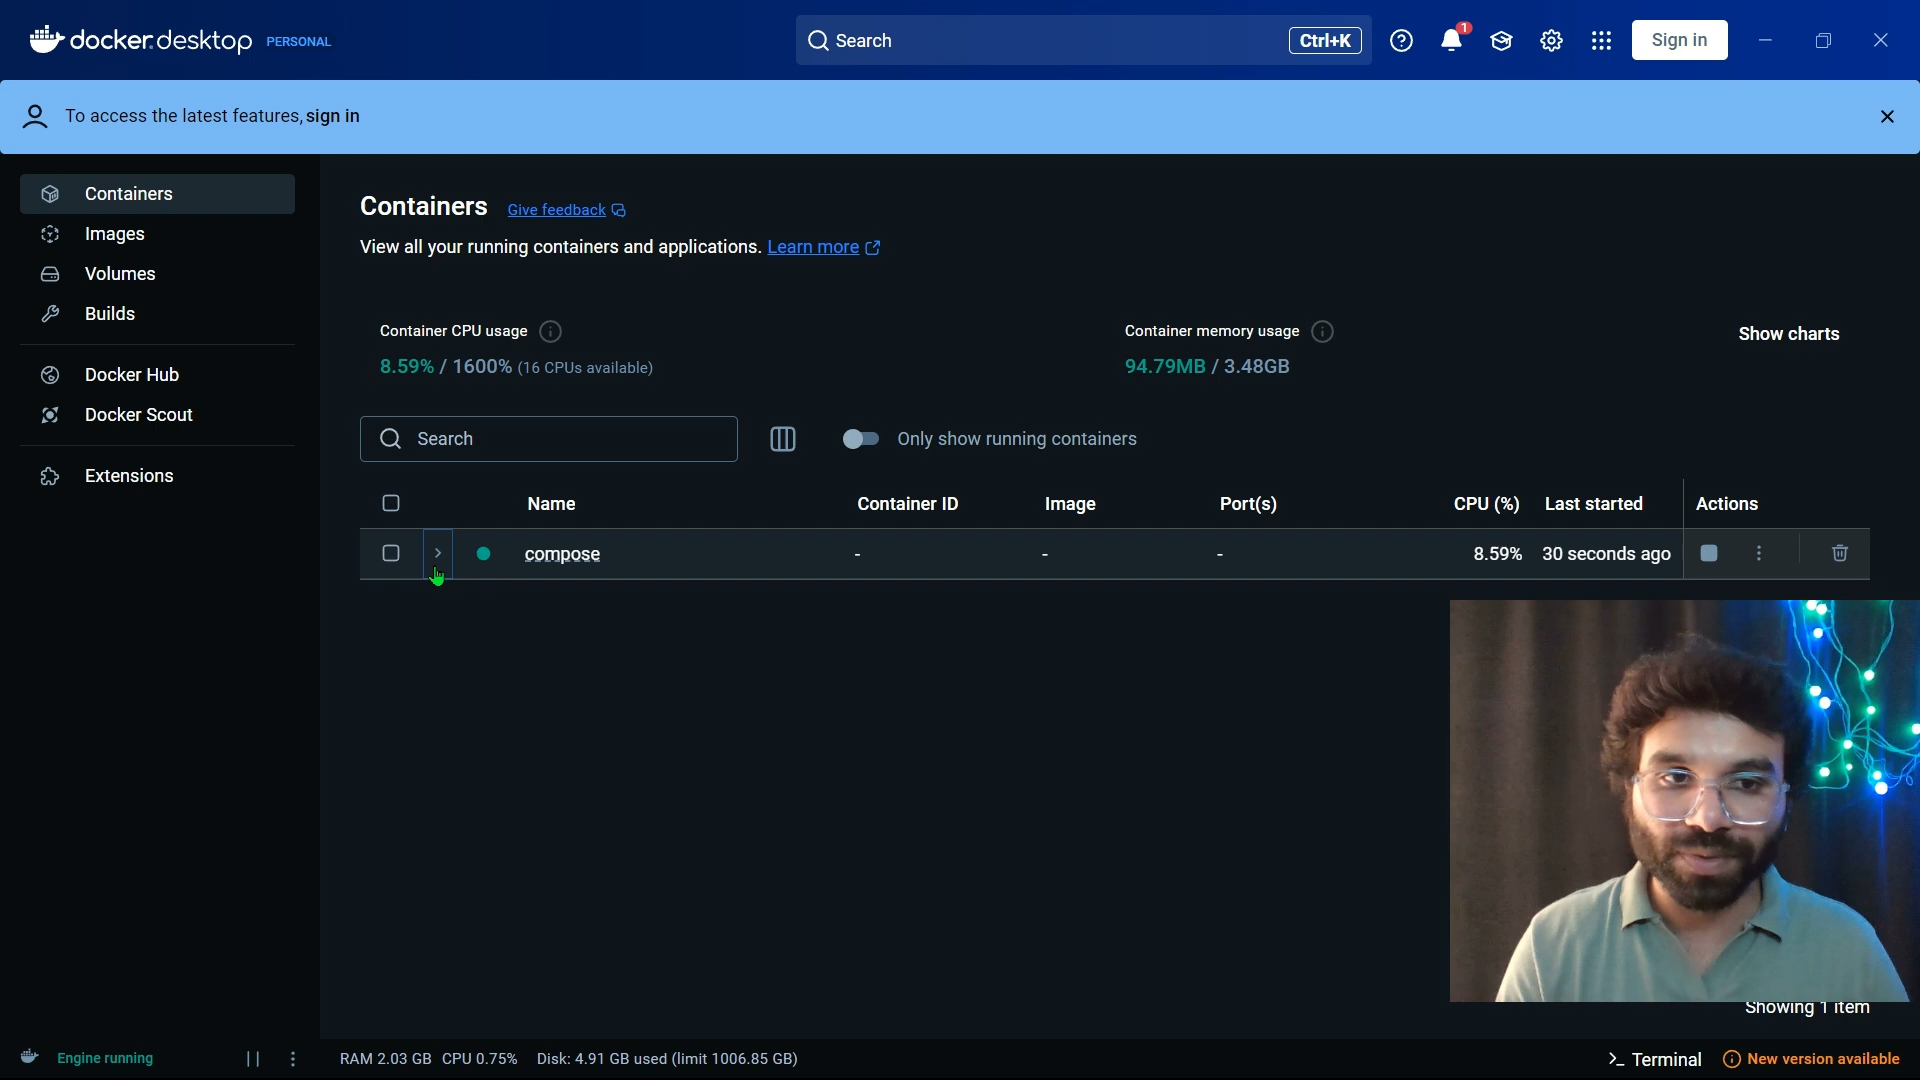 docker.desktop PERSONAL
Search Ctrl+K
1
Sign in
To access the latest features, sign in
Containers
Images
Volumes
Builds
Docker Hub
Docker Scout
Extensions
Containers Give feedback
View all your running containers and applications. Learn more
Container CPU usage
8.59% / 1600% (16 CPUs available)
Container memory usage
94.79MB / 3.48GB
Show charts
Search
Only show running containers
Name Container ID Image Port(s) CPU (%) Last started Actions
compose - - - 8.59% 30 seconds ago
Showing 1 item
Engine running
RAM 2.03 GB CPU 0.75% Disk: 4.91 GB used (limit 1006.85 GB)
>_ Terminal
New version available